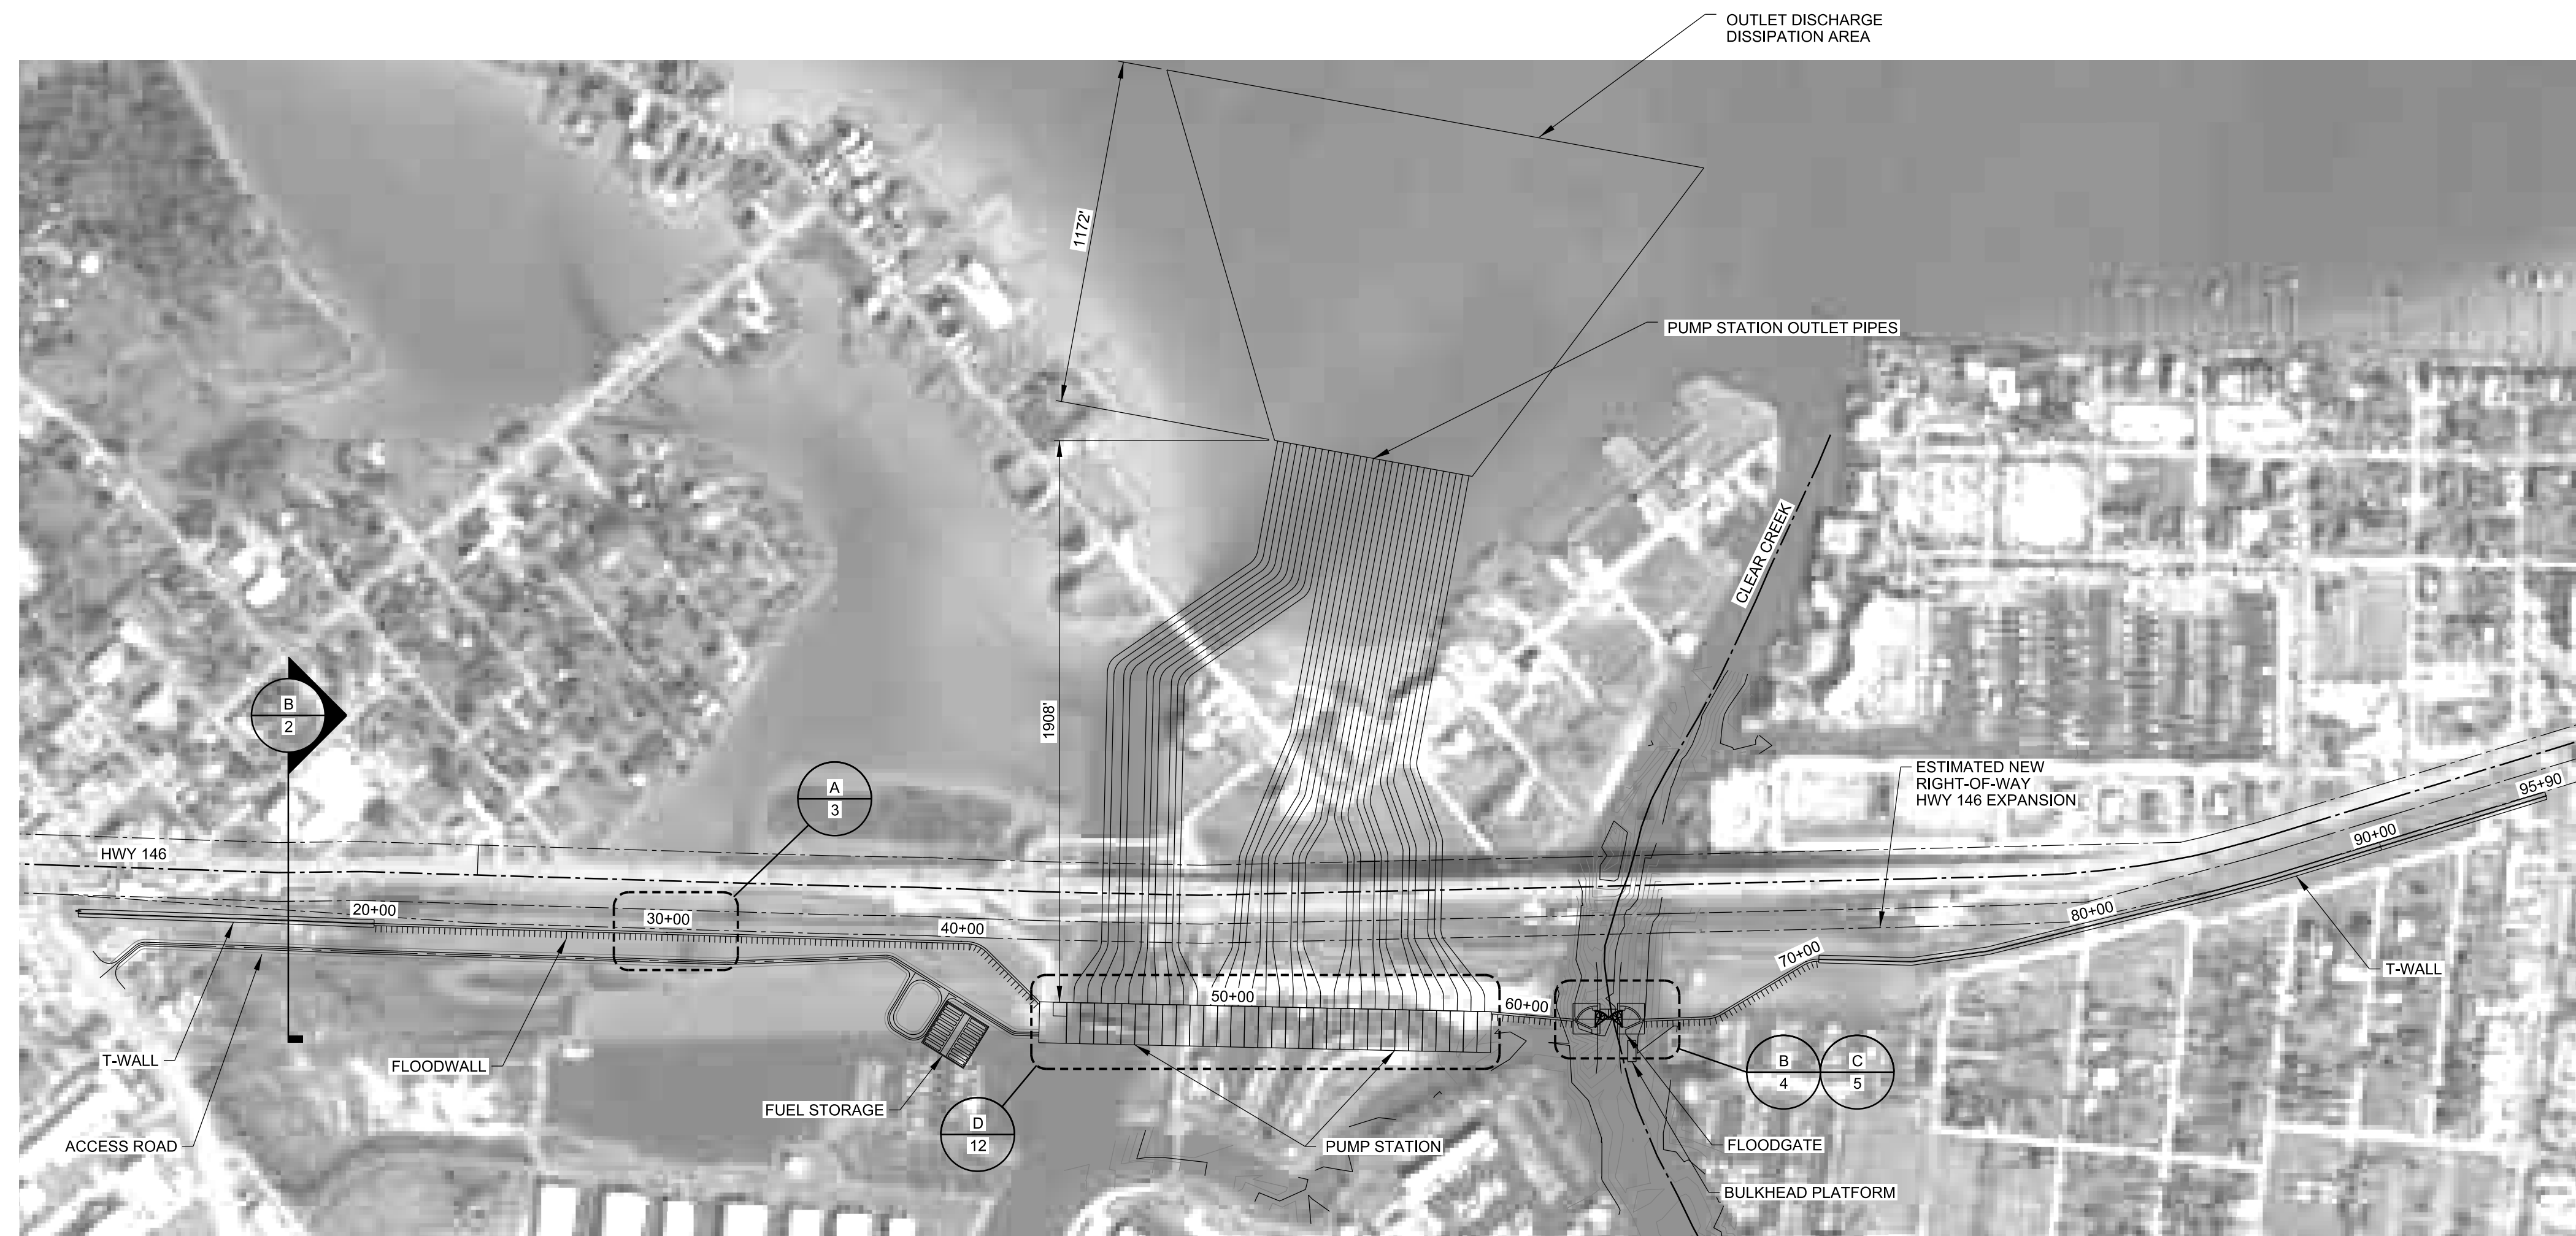 OUTLET DISCHARGE
DISSIPATION AREA
1172'
PUMP STATION OUTLET PIPES
CLEAR CREEK
1908'
B
2
A
3
ESTIMATED NEW
RIGHT-OF-WAY
HWY 146 EXPANSION
HWY 146
20+00
30+00
40+00
50+00
60+00
70+00
80+00
90+00
95+90
T-WALL
T-WALL
FLOODWALL
ACCESS ROAD
FUEL STORAGE
D
12
PUMP STATION
B
4
C
5
FLOODGATE
BULKHEAD PLATFORM